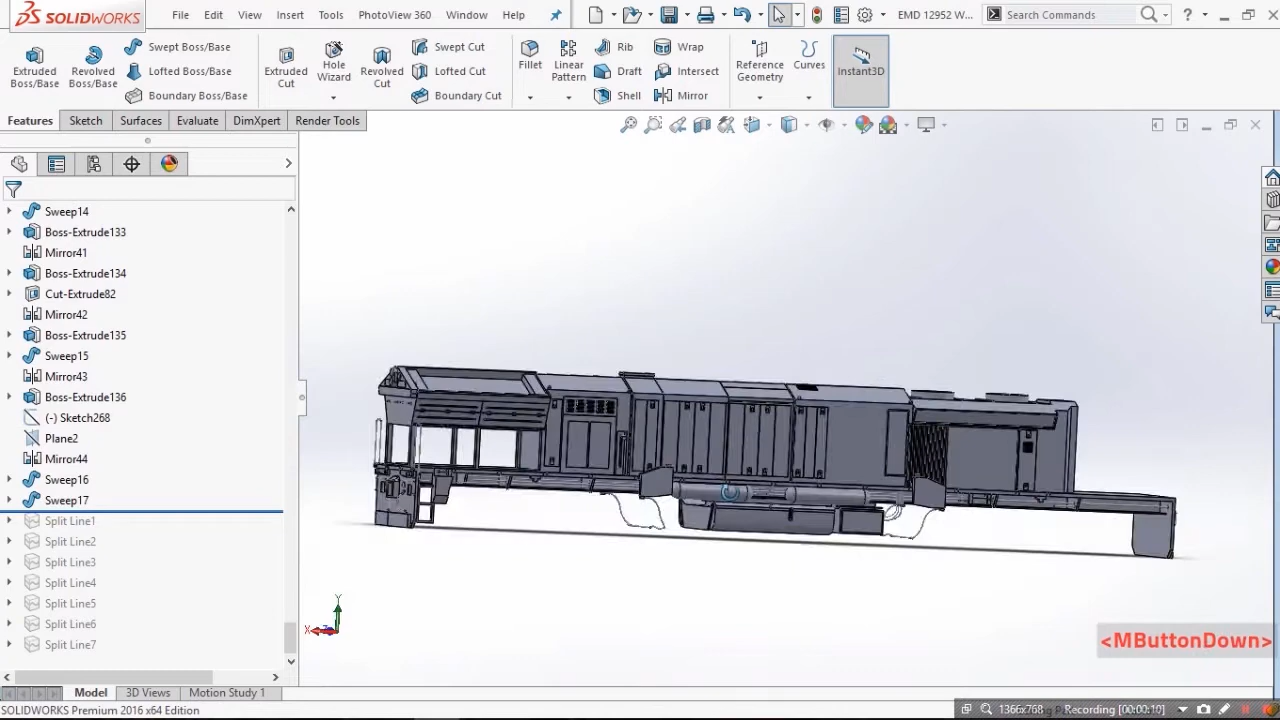 SOLIDWORKS File Edit View Insert Tools PhotoView 360 Window Help EMD 12952 W... Search Commands ?
Extruded Boss/Base
Revolved Boss/Base
Swept Boss/Base
Lofted Boss/Base
Boundary Boss/Base
Extruded Cut
Hole Wizard
Revolved Cut
Swept Cut
Lofted Cut
Boundary Cut
Fillet
Linear Pattern
Rib
Draft
Shell
Wrap
Intersect
Mirror
Reference Geometry
Curves
Instant3D
Features Sketch Surfaces Evaluate DimXpert Render Tools
Sweep14
Boss-Extrude133
Mirror41
Boss-Extrude134
Cut-Extrude82
Mirror42
Boss-Extrude135
Sweep15
Mirror43
Boss-Extrude136
(-) Sketch268
Plane2
Mirror44
Sweep16
Sweep17
Split Line1
Split Line2
Split Line3
Split Line4
Split Line5
Split Line6
Split Line7
Y
X
<MButtonDown>
Model 3D Views Motion Study 1
SOLIDWORKS Premium 2016 x64 Edition
1366x768 Recording [00:00:10]